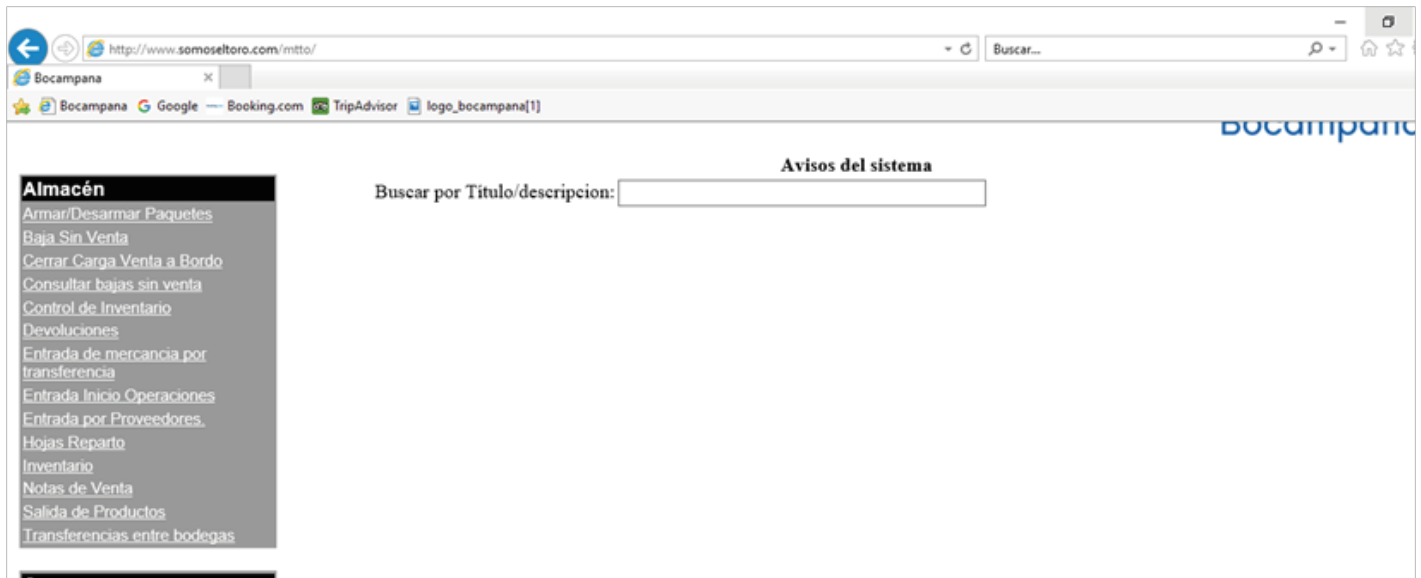 http://www.somoseltoro.com/mtto/
Buscar...
Bocampana
Bocampana Google Booking.com TripAdvisor logo_bocampana[1]
Bocampana
Avisos del sistema
Buscar por Título/descripcion:
Almacén
Armar/Desarmar Paquetes
Baja Sin Venta
Cerrar Carga Venta a Bordo
Consultar bajas sin venta
Control de Inventario
Devoluciones
Entrada de mercancia por
transferencia
Entrada Inicio Operaciones
Entrada por Proveedores.
Hojas Reparto
Inventario
Notas de Venta
Salida de Productos
Transferencias entre bodegas